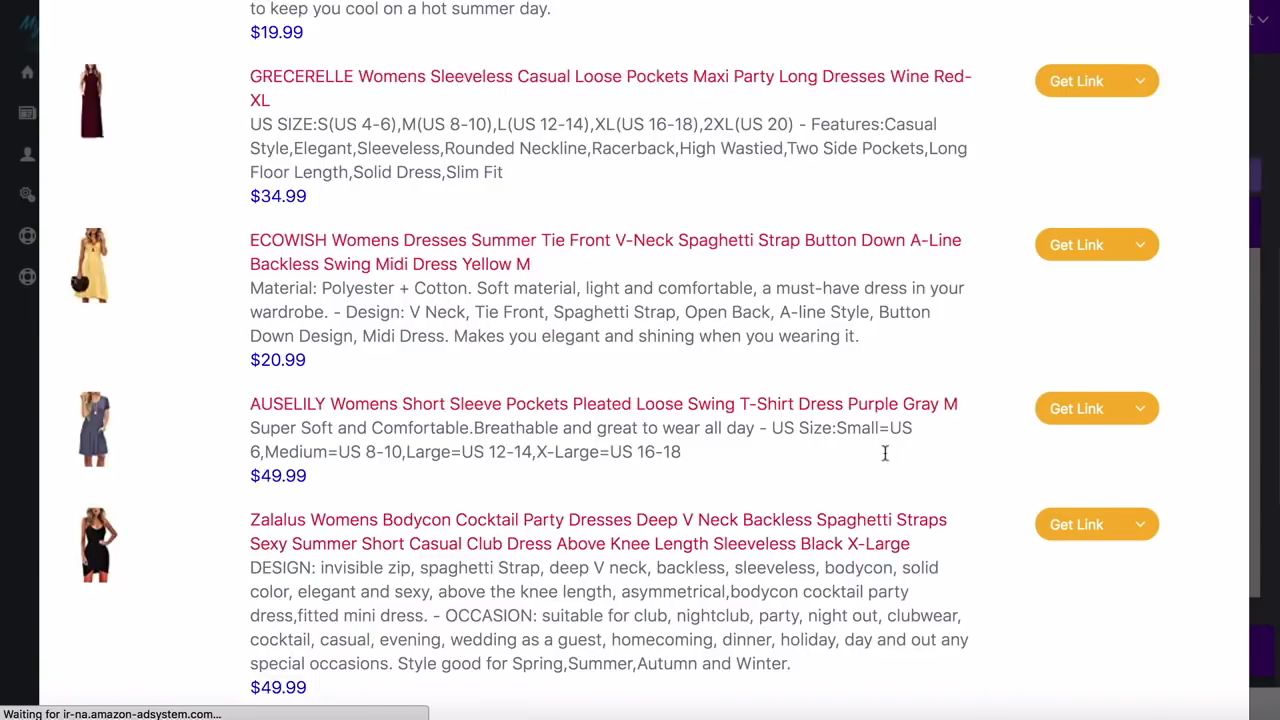 to keep you cool on a hot summer day.
$19.99
GRECERELLE Womens Sleeveless Casual Loose Pockets Maxi Party Long Dresses Wine Red-
XL
Get Link
US SIZE:S(US 4-6),M(US 8-10),L(US 12-14),XL(US 16-18),2XL(US 20) - Features:Casual
Style,Elegant,Sleeveless,Rounded Neckline,Racerback,High Wastied,Two Side Pockets,Long
Floor Length,Solid Dress,Slim Fit
$34.99
ECOWISH Womens Dresses Summer Tie Front V-Neck Spaghetti Strap Button Down A-Line
Backless Swing Midi Dress Yellow M
Get Link
Material: Polyester + Cotton. Soft material, light and comfortable, a must-have dress in your
wardrobe. - Design: V Neck, Tie Front, Spaghetti Strap, Open Back, A-line Style, Button
Down Design, Midi Dress. Makes you elegant and shining when you wearing it.
$20.99
AUSELILY Womens Short Sleeve Pockets Pleated Loose Swing T-Shirt Dress Purple Gray M
Get Link
Super Soft and Comfortable.Breathable and great to wear all day - US Size:Small=US
6,Medium=US 8-10,Large=US 12-14,X-Large=US 16-18
$49.99
Zalalus Womens Bodycon Cocktail Party Dresses Deep V Neck Backless Spaghetti Straps
Sexy Summer Short Casual Club Dress Above Knee Length Sleeveless Black X-Large
Get Link
DESIGN: invisible zip, spaghetti Strap, deep V neck, backless, sleeveless, bodycon, solid
color, elegant and sexy, above the knee length, asymmetrical,bodycon cocktail party
dress,fitted mini dress. - OCCASION: suitable for club, nightclub, party, night out, clubwear,
cocktail, casual, evening, wedding as a guest, homecoming, dinner, holiday, day and out any
special occasions. Style good for Spring,Summer,Autumn and Winter.
$49.99
Waiting for ir-na.amazon-adsystem.com...